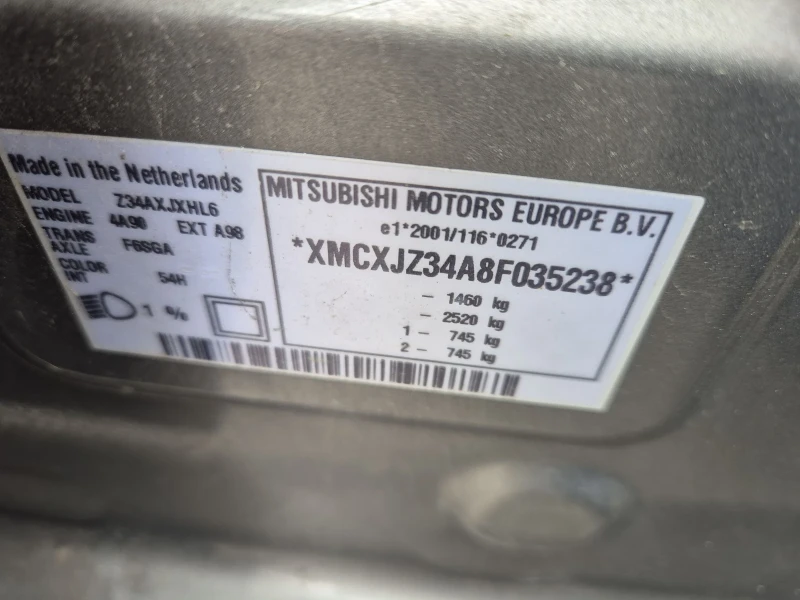 Made in the Netherlands
MODEL Z34AXJXHL6
ENGINE 4A90 EXT A98
TRANS
AXLE F6SGA
COLOR
INT 54H
1 %
MITSUBISHI MOTORS EUROPE B.V.
e1*2001/116*0271
*XMCXJZ34A8F035238*
- 1460 kg
- 2520 kg
1 - 745 kg
2 - 745 kg